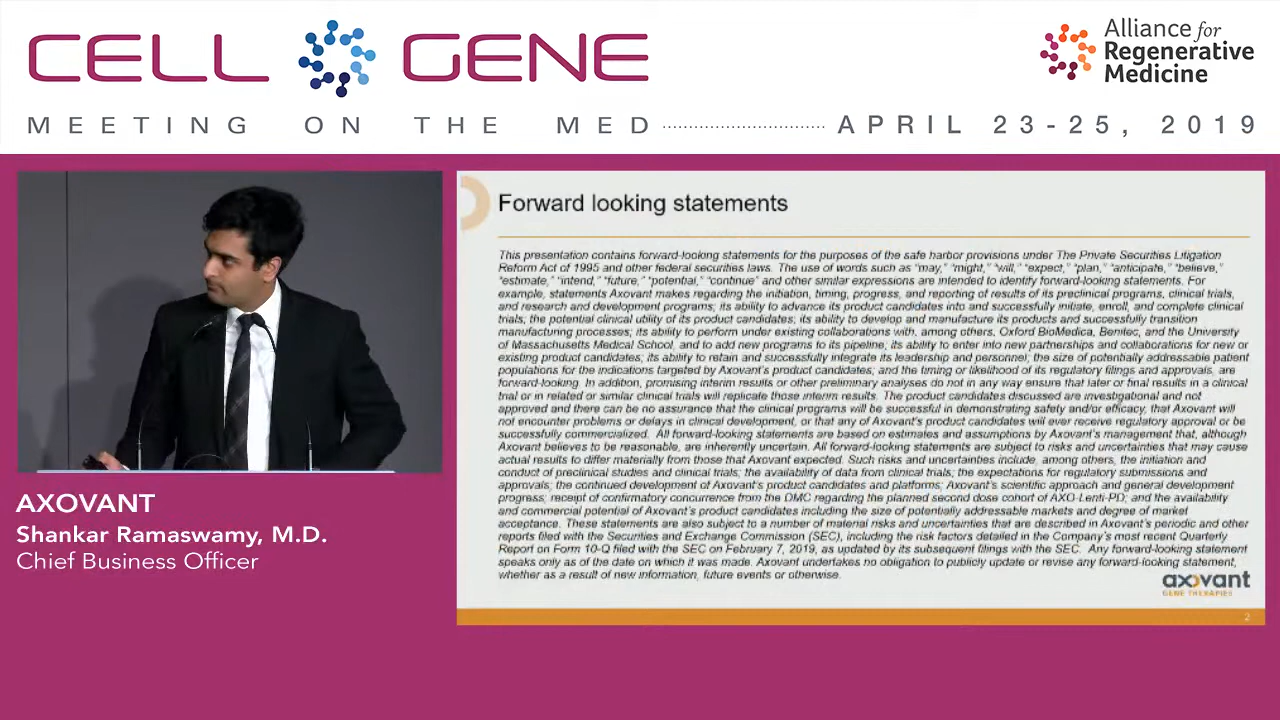 CELL GENE
Alliance for
Regenerative
Medicine
MEETING ON THE MED APRIL 23-25, 2019
Forward looking statements
This presentation contains forward-looking statements for the purposes of the safe harbor provisions under The Private Securities Litigation
Reform Act of 1995 and other federal securities laws. The use of words such as "may," "might," "will," "expect," "plan," "anticipate," "believe,"
"estimate," "intend," "future," "potential," "continue" and other similar expressions are intended to identify forward-looking statements. For
example, statements Axovant makes regarding the initiation, timing, progress, and reporting of results of its preclinical programs, clinical trials,
and research and development programs; its ability to advance its product candidates into and successfully initiate, enroll, and complete clinical
trials; the potential clinical utility of its product candidates; its ability to develop and manufacture its products and successfully transition
manufacturing processes; its ability to perform under existing collaborations with, among others, Oxford BioMedica, Benitec, and the University
of Massachusetts Medical School, and to add new programs to its pipeline; its ability to enter into new partnerships and collaborations for new or
existing product candidates; its ability to retain and successfully integrate its leadership and personnel; the size of potentially addressable patient
populations for the indications targeted by Axovant's product candidates; and the timing or likelihood of its regulatory filings and approvals, are
forward-looking. In addition, promising interim results or other preliminary analyses do not in any way ensure that later or final results in a clinical
trial or in related or similar clinical trials will replicate those interim results. The product candidates discussed are investigational and not
approved and there can be no assurance that the clinical programs will be successful in demonstrating safety and/or efficacy, that Axovant will
not encounter problems or delays in clinical development, or that any of Axovant's product candidates will ever receive regulatory approval or be
successfully commercialized. All forward-looking statements are based on estimates and assumptions by Axovant's management that, although
Axovant believes to be reasonable, are inherently uncertain. All forward-looking statements are subject to risks and uncertainties that may cause
actual results to differ materially from those that Axovant expected. Such risks and uncertainties include, among others, the initiation and
conduct of preclinical studies and clinical trials; the availability of data from clinical trials; the expectations for regulatory submissions and
approvals; the continued development of Axovant's product candidates and platforms; Axovant's scientific approach and general development
progress; receipt of confirmatory concurrence from the DMC regarding the planned second dose cohort of AXO-Lenti-PD; and the availability
and commercial potential of Axovant's product candidates including the size of potentially addressable markets and degree of market
acceptance. These statements are also subject to a number of material risks and uncertainties that are described in Axovant's periodic and other
reports filed with the Securities and Exchange Commission (SEC), including the risk factors detailed in the Company's most recent Quarterly
Report on Form 10-Q filed with the SEC on February 7, 2019, as updated by its subsequent filings with the SEC. Any forward-looking statement
speaks only as of the date on which it was made. Axovant undertakes no obligation to publicly update or revise any forward-looking statement,
whether as a result of new information, future events or otherwise.
axovant
GENE THERAPIES
2
AXOVANT
Shankar Ramaswamy, M.D.
Chief Business Officer